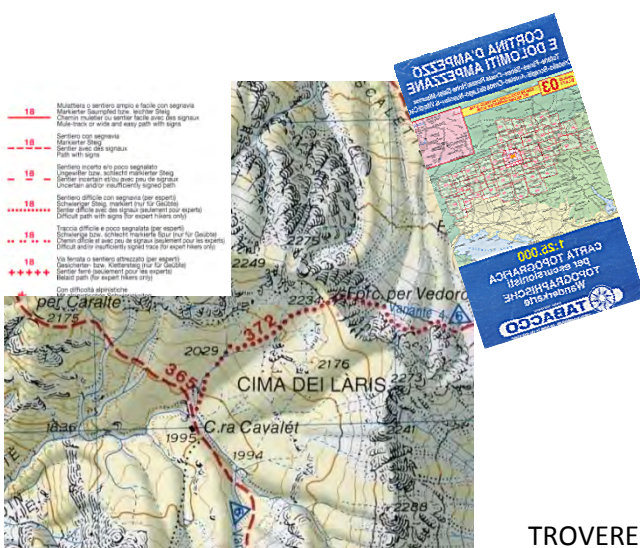 18 Mulattiera o sentiero ampio e facile con segnavia
Markierter Saumpfad bzw. leichter Steig
Chemin muletier ou sentier facile avec des signaux
Mule-track or wide and easy path with signs
18 Sentiero con segnavia
Markierter Steig
Sentier avec des signaux
Path with signs
18 Sentiero incerto e/o poco segnalato
Ungewißer bzw. schlecht markierter Steig
Sentier incertain et/ou avec peu de signaux
Uncertain and/or insufficiently signed path
18 Sentiero difficile con segnavia (per esperti)
Schwieriger Steig, markiert (nur für Geübte)
Sentier difficile avec des signaux (seulement pour experts)
Difficult path with signs (for expert hikers only)
18 Traccia difficile e poco segnalata (per esperti)
Schwierige bzw. schlecht markierte Spur (nur für Geübte)
Chemin difficile et avec peu de signaux (seulement pour les experts)
Difficult and/or insufficiently signed trace (for expert hikers only)
18 Via ferrata o sentiero attrezzato (per esperti)
Gesicherter- bzw. Klettersteig (nur für Geübte)
Sentier ferré (seulement pour les experts)
Belaid path (for expert hikers only)
Con difficoltà alpinistiche
CORTINA D'AMPEZZO
E DOLOMITI AMPEZZANE
03
1:25.000
CARTA TOPOGRAFICA
per escursionisti
TOPOGRAPHISCHE
Wanderkarte
TABACCO
2249
per Caralte
2175
per Vedoro
Variante 4
6
372
2029
2176
365
CIMA DEI LÀRIS
2273
1836
C.ra Cavalét
1995
2241
1994
6
2288
TROVERE